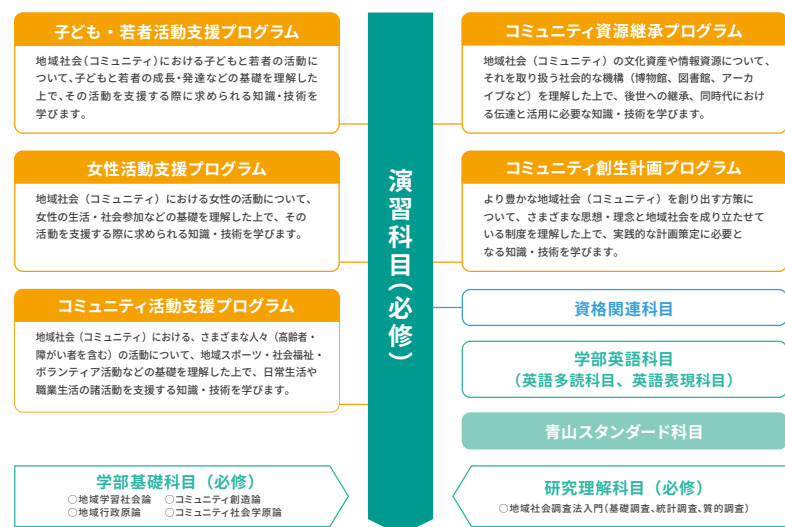 子ども・若者活動支援プログラム
地域社会(コミュニティ)における子どもと若者の活動に
ついて、子どもと若者の成長・発達などの基礎を理解した
上で、その活動を支援する際に求められる知識・技術を
学びます。
女性活動支援プログラム
地域社会（コミュニティ）における女性の活動について、
女性の生活・社会参加などの基礎を理解した上で、その
活動を支援する際に求められる知識・技術を学びます。
コミュニティ活動支援プログラム
地域社会（コミュニティ）における、さまざまな人々（高齢者・
障がい者を含む）の活動について、地域スポーツ・社会福祉・
ボランティア活動などの基礎を理解した上で、日常生活や
職業生活の諸活動を支援する知識・技術を学びます。
学部基礎科目（必修）
○地域学習社会論　○コミュニティ創造論
○地域行政原論　○コミュニティ社会学原論
演習科目(必修)
コミュニティ資源継承プログラム
地域社会（コミュニティ）の文化資産や情報資源について、
それを取り扱う社会的な機構（博物館、図書館、アーカ
イブなど）を理解した上で、後世への継承、同時代におけ
る伝達と活用に必要な知識・技術を学びます。
コミュニティ創生計画プログラム
より豊かな地域社会（コミュニティ）を創り出す方策に
ついて、さまざまな思想・理念と地域社会を成り立たせて
いる制度を理解した上で、実践的な計画策定に必要と
なる知識・技術を学びます。
資格関連科目
学部英語科目
（英語多読科目、英語表現科目）
青山スタンダード科目
研究理解科目（必修）
○地域社会調査法入門(基礎調査、統計調査、質的調査)